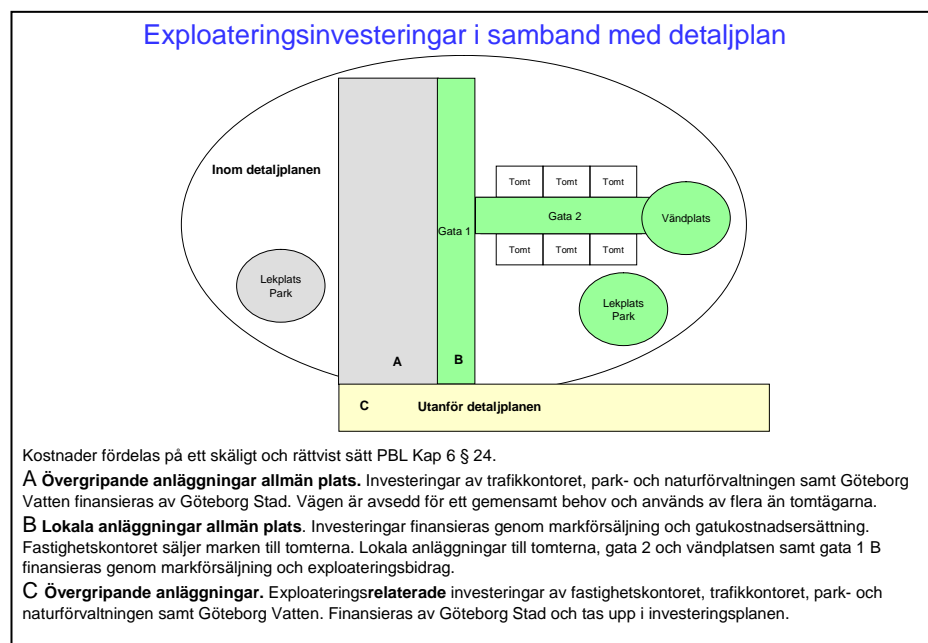 Exploateringsinvesteringar i samband med detaljplan
Inom detaljplanen
Tomt Tomt Tomt
Gata 2
Vändplats
Gata 1
Tomt Tomt Tomt
Lekplats
Park
Lekplats
Park
A
B
C Utanför detaljplanen
Kostnader fördelas på ett skäligt och rättvist sätt PBL Kap 6 § 24.
A Övergripande anläggningar allmän plats. Investeringar av trafikkontoret, park- och naturförvaltningen samt Göteborg
Vatten finansieras av Göteborg Stad. Vägen är avsedd för ett gemensamt behov och används av flera än tomtägarna.
B Lokala anläggningar allmän plats. Investeringar finansieras genom markförsäljning och gatukostnadsersättning.
Fastighetskontoret säljer marken till tomterna. Lokala anläggningar till tomterna, gata 2 och vändplatsen samt gata 1 B
finansieras genom markförsäljning och exploateringsbidrag.
C Övergripande anläggningar. Exploateringsrelaterade investeringar av fastighetskontoret, trafikkontoret, park- och
naturförvaltningen samt Göteborg Vatten. Finansieras av Göteborg Stad och tas upp i investeringsplanen.